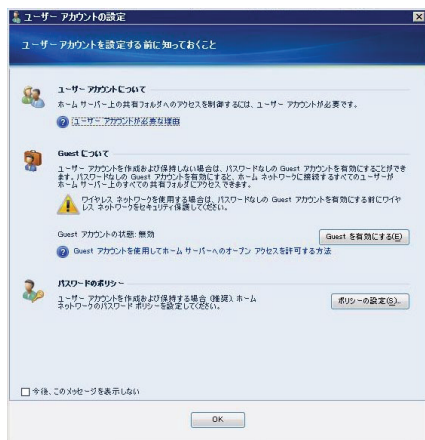 ユーザー アカウントの設定
ユーザー アカウントを設定する前に知っておくこと
ユーザー アカウントについて
ホーム サーバー上の共有フォルダへのアクセスを制御するには、ユーザー アカウントが必要です。
ユーザー アカウントが必要な理由
Guest について
ユーザー アカウントを作成および保持しない場合は、パスワードなしの Guest アカウントを有効にすることができ
ます。パスワードなしの Guest アカウントを有効にすると、ホーム ネットワークに接続するすべてのユーザーが
ホーム サーバー上のすべての共有フォルダにアクセスできます。
ワイヤレス ネットワークを使用する場合は、パスワードなしの Guest アカウントを有効にする前にワイヤ
レス ネットワークをセキュリティ保護してください。
Guest アカウントの状態: 無効
Guest を有効にする(E)
Guest アカウントを使用してホーム サーバーへのオープン アクセスを許可する方法
パスワードのポリシー
ユーザー アカウントを作成および保持する場合 (推奨)、ホーム
ネットワークのパスワード ポリシーを設定してください。
ポリシーの設定(S)...
今後、このメッセージを表示しない
OK